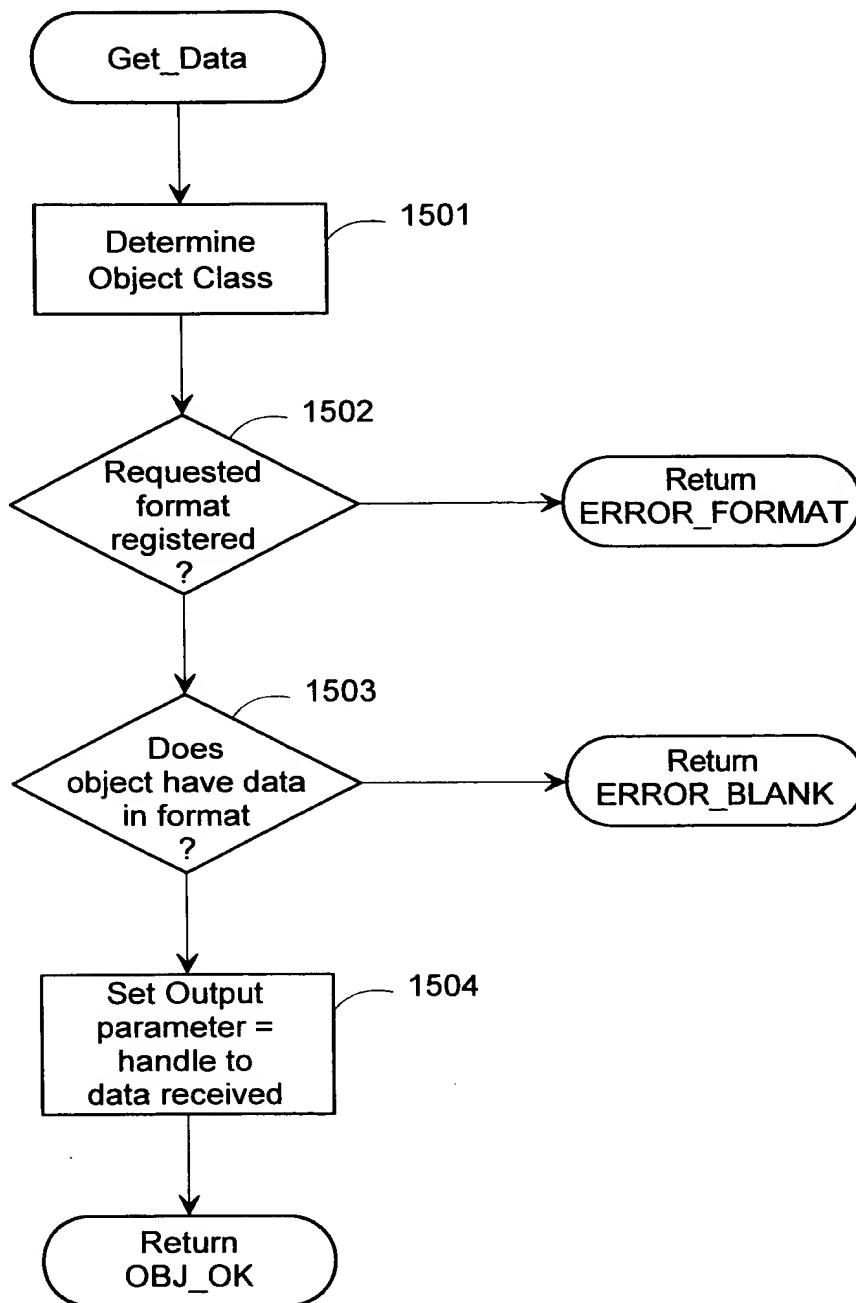 Get_Data
1501
Determine
Object Class
1502
Requested
format
registered
?
Return
ERROR_FORMAT
1503
Does
object have data
in format
?
Return
ERROR_BLANK
1504
Set Output
parameter =
handle to
data received
Return
OBJ_OK